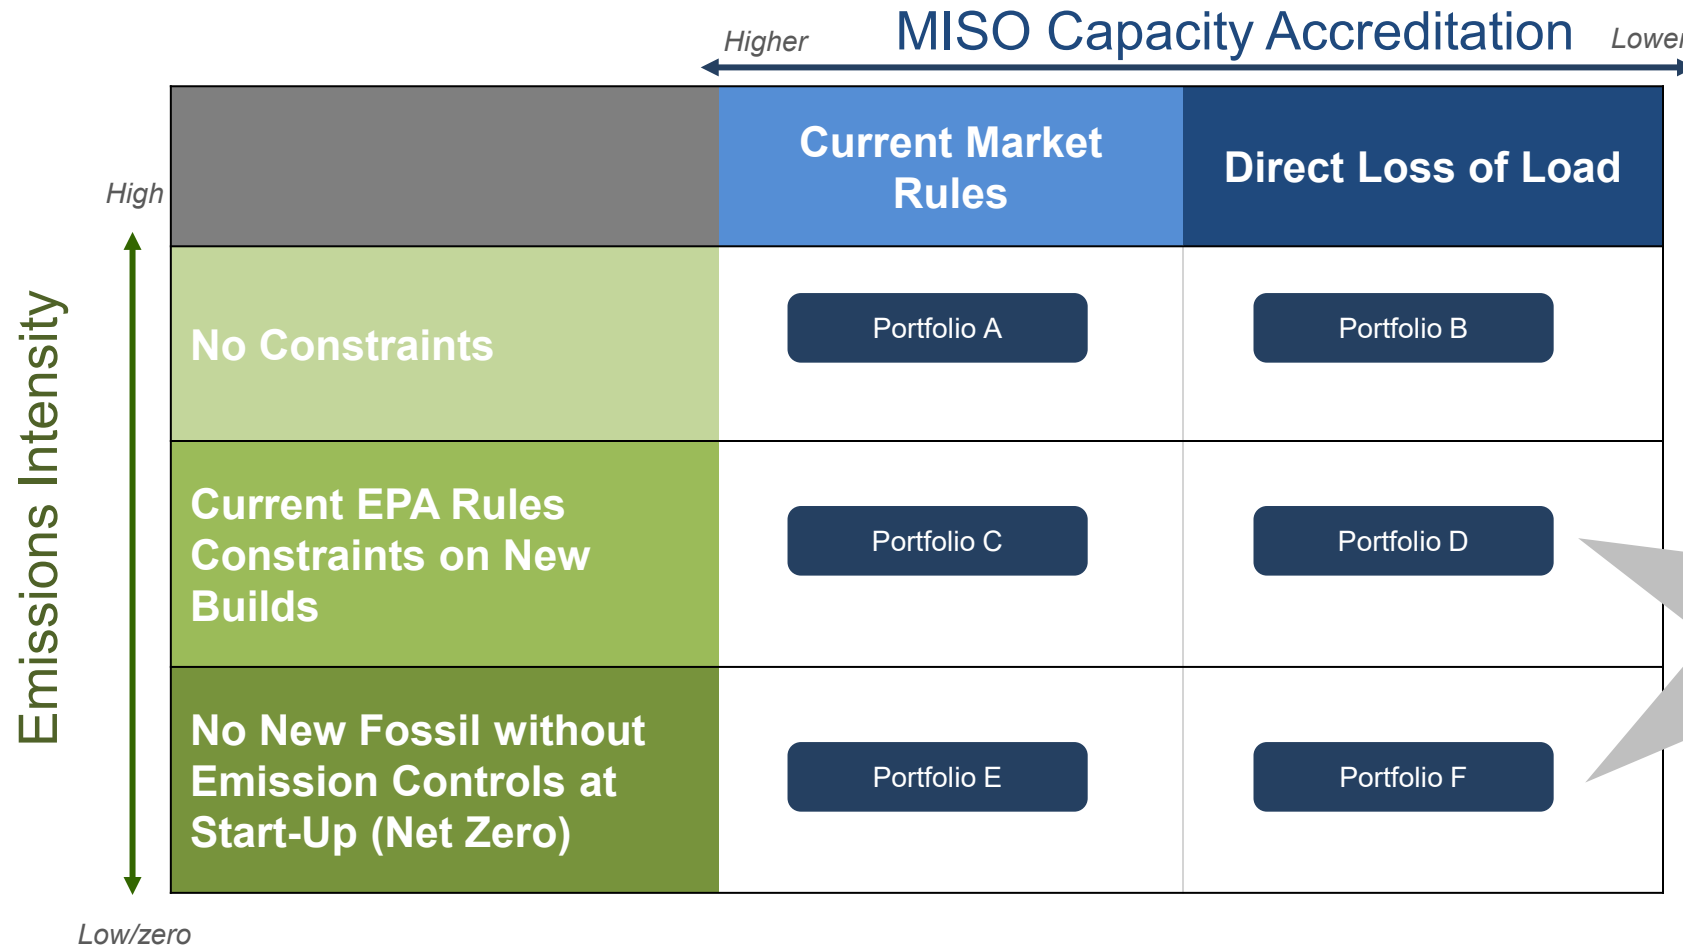 Higher
MISO Capacity Accreditation
Lower
Current Market
Rules
Direct Loss of Load
High
Emissions Intensity
No Constraints
Portfolio A
Portfolio B
Current EPA Rules
Constraints on New
Builds
Portfolio C
Portfolio D
No New Fossil without
Emission Controls at
Start-Up (Net Zero)
Portfolio E
Portfolio F
Low/zero